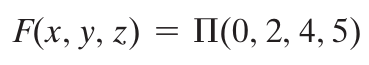 F(x, y, z) = Π(0, 2, 4, 5)